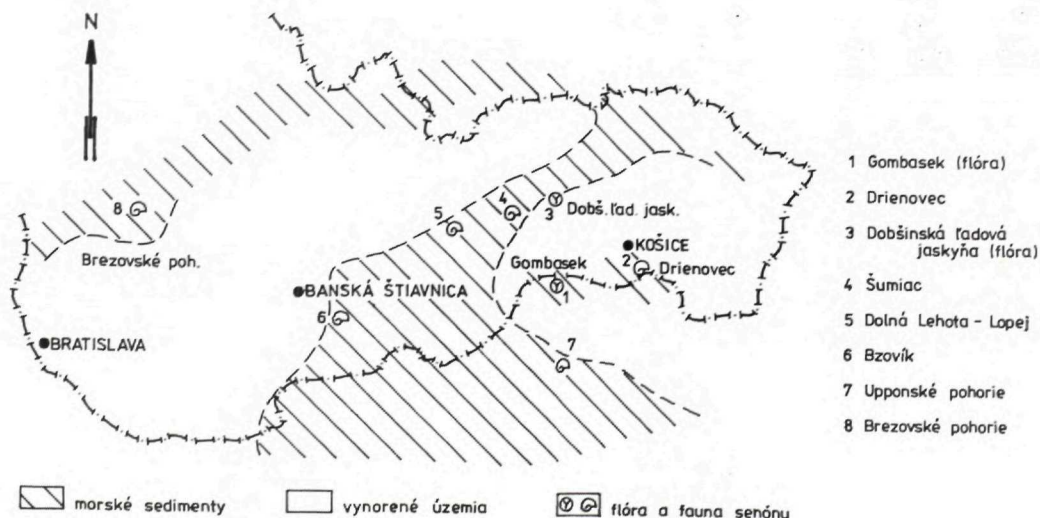 N
8
4
3
Dobš. ľad. jask.
5
Brezovské poh.
Gombasek
KOŠICE
2
Drienovec
1
BANSKÁ ŠTIAVNICA
6
BRATISLAVA
7
1 Gombasek (flóra)
2 Drienovec
3 Dobšinská ľadová
jaskyňa (flóra)
4 Šumiac
5 Dolná Lehota - Lopej
6 Bzovík
7 Upponské pohorie
8 Brezovské pohorie
morské sedimenty
vynorené územia
flóra a fauna senónu